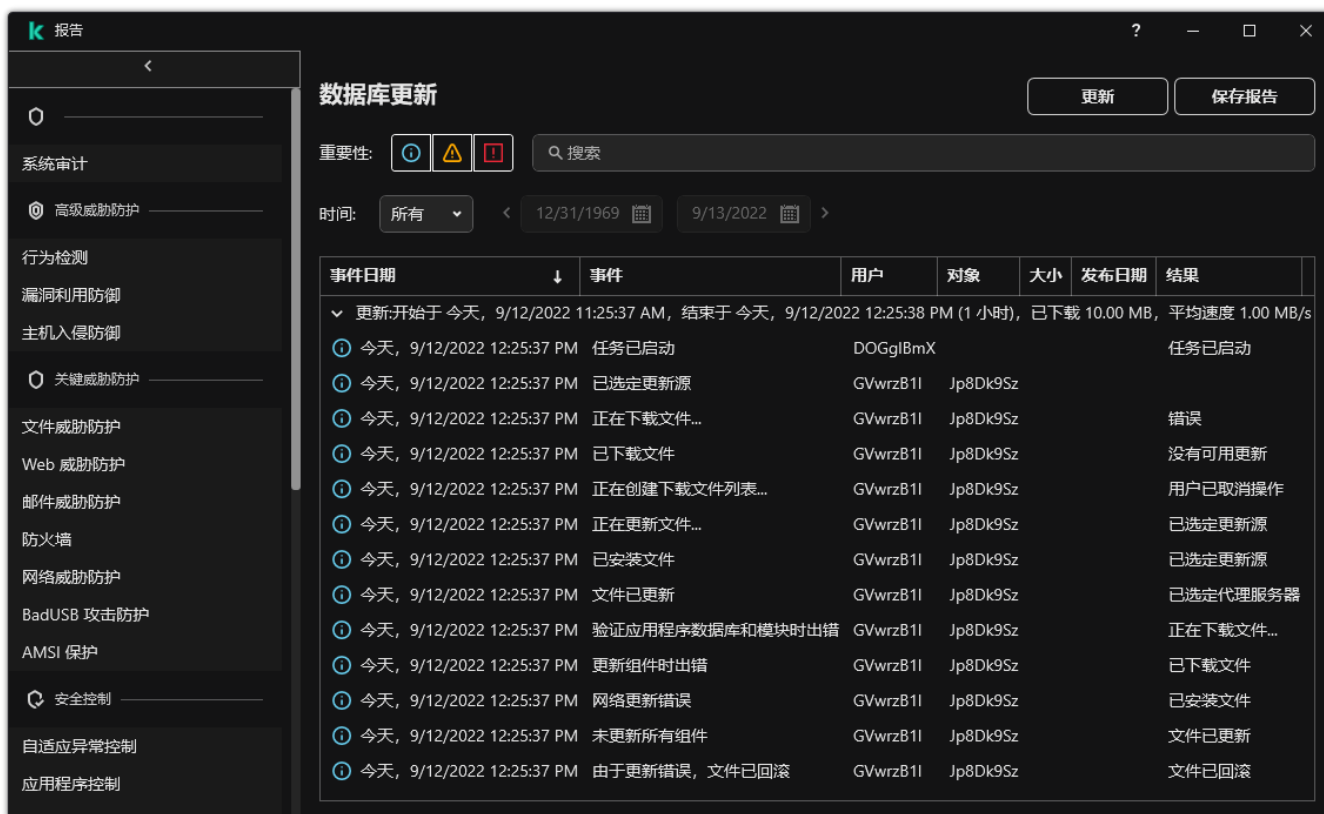 报告
数据库更新
更新
保存报告
重要性:
搜索
时间:
所有
12/31/1969
9/13/2022
系统审计
高级威胁防护
行为检测
漏洞利用防御
主机入侵防御
关键威胁防护
文件威胁防护
Web 威胁防护
邮件威胁防护
防火墙
网络威胁防护
BadUSB 攻击防护
AMSI 保护
安全控制
自适应异常控制
应用程序控制
事件日期 事件 用户 对象 大小 发布日期 结果
更新:开始于 今天，9/12/2022 11:25:37 AM，结束于 今天，9/12/2022 12:25:38 PM (1 小时)，已下载 10.00 MB，平均速度 1.00 MB/s
今天，9/12/2022 12:25:37 PM 任务已启动 DOGglBmX 任务已启动
今天，9/12/2022 12:25:37 PM 已选定更新源 GVwrzB1l Jp8Dk9Sz
今天，9/12/2022 12:25:37 PM 正在下载文件... GVwrzB1l Jp8Dk9Sz 错误
今天，9/12/2022 12:25:37 PM 已下载文件 GVwrzB1l Jp8Dk9Sz 没有可用更新
今天，9/12/2022 12:25:37 PM 正在创建下载文件列表... GVwrzB1l Jp8Dk9Sz 用户已取消操作
今天，9/12/2022 12:25:37 PM 正在更新文件... GVwrzB1l Jp8Dk9Sz 已选定更新源
今天，9/12/2022 12:25:37 PM 已安装文件 GVwrzB1l Jp8Dk9Sz 已选定更新源
今天，9/12/2022 12:25:37 PM 文件已更新 GVwrzB1l Jp8Dk9Sz 已选定代理服务器
今天，9/12/2022 12:25:37 PM 验证应用程序数据库和模块时出错 GVwrzB1l Jp8Dk9Sz 正在下载文件...
今天，9/12/2022 12:25:37 PM 更新组件时出错 GVwrzB1l Jp8Dk9Sz 已下载文件
今天，9/12/2022 12:25:37 PM 网络更新错误 GVwrzB1l Jp8Dk9Sz 已安装文件
今天，9/12/2022 12:25:37 PM 未更新所有组件 GVwrzB1l Jp8Dk9Sz 文件已更新
今天，9/12/2022 12:25:37 PM 由于更新错误，文件已回滚 GVwrzB1l Jp8Dk9Sz 文件已回滚